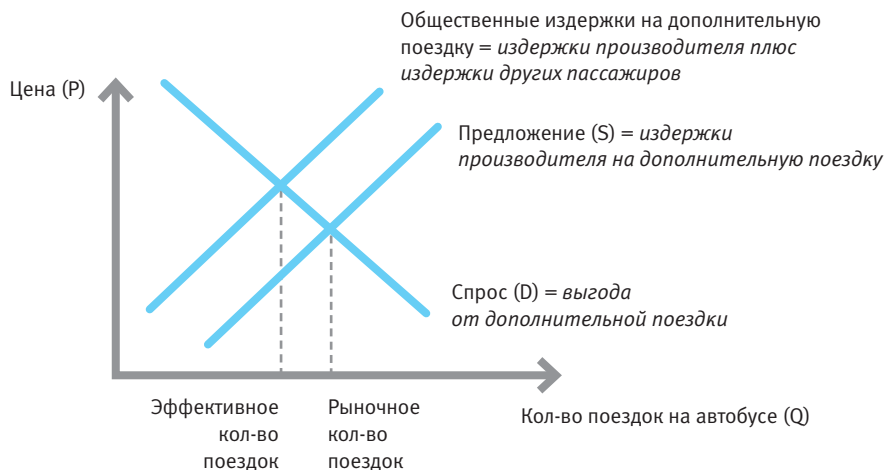 Общественные издержки на дополнительную
поездку = издержки производителя плюс
издержки других пассажиров
Цена (P)
Предложение (S) = издержки
производителя на дополнительную поездку
Спрос (D) = выгода
от дополнительной поездки
Эффективное
кол-во
поездок
Рыночное
кол-во
поездок
Кол-во поездок на автобусе (Q)